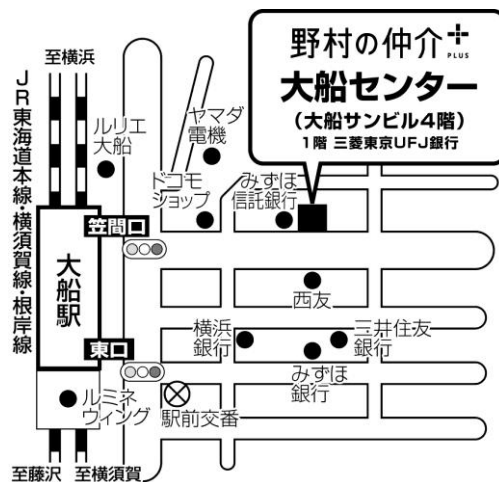 野村の仲介+
PLUS
大船センター
(大船サンビル4階)
1階 三菱東京UFJ銀行
至横浜
JR東海道本線・横須賀線・根岸線
ルリエ
大船
ヤマダ
電機
ドコモ
ショップ
みずほ
信託銀行
笠間口
大船駅
西友
横浜
銀行
三井住友
銀行
みずほ
銀行
東口
ルミネ
ウィング
駅前交番
至藤沢
至横須賀